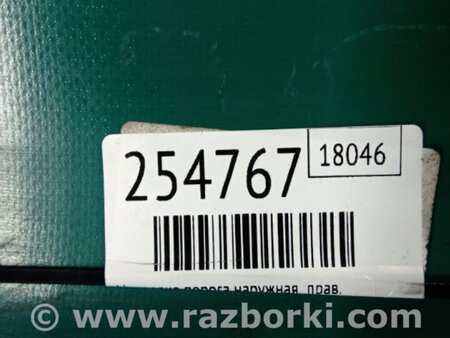 254767
18046
порога наружная прав.
© www.razborki.com